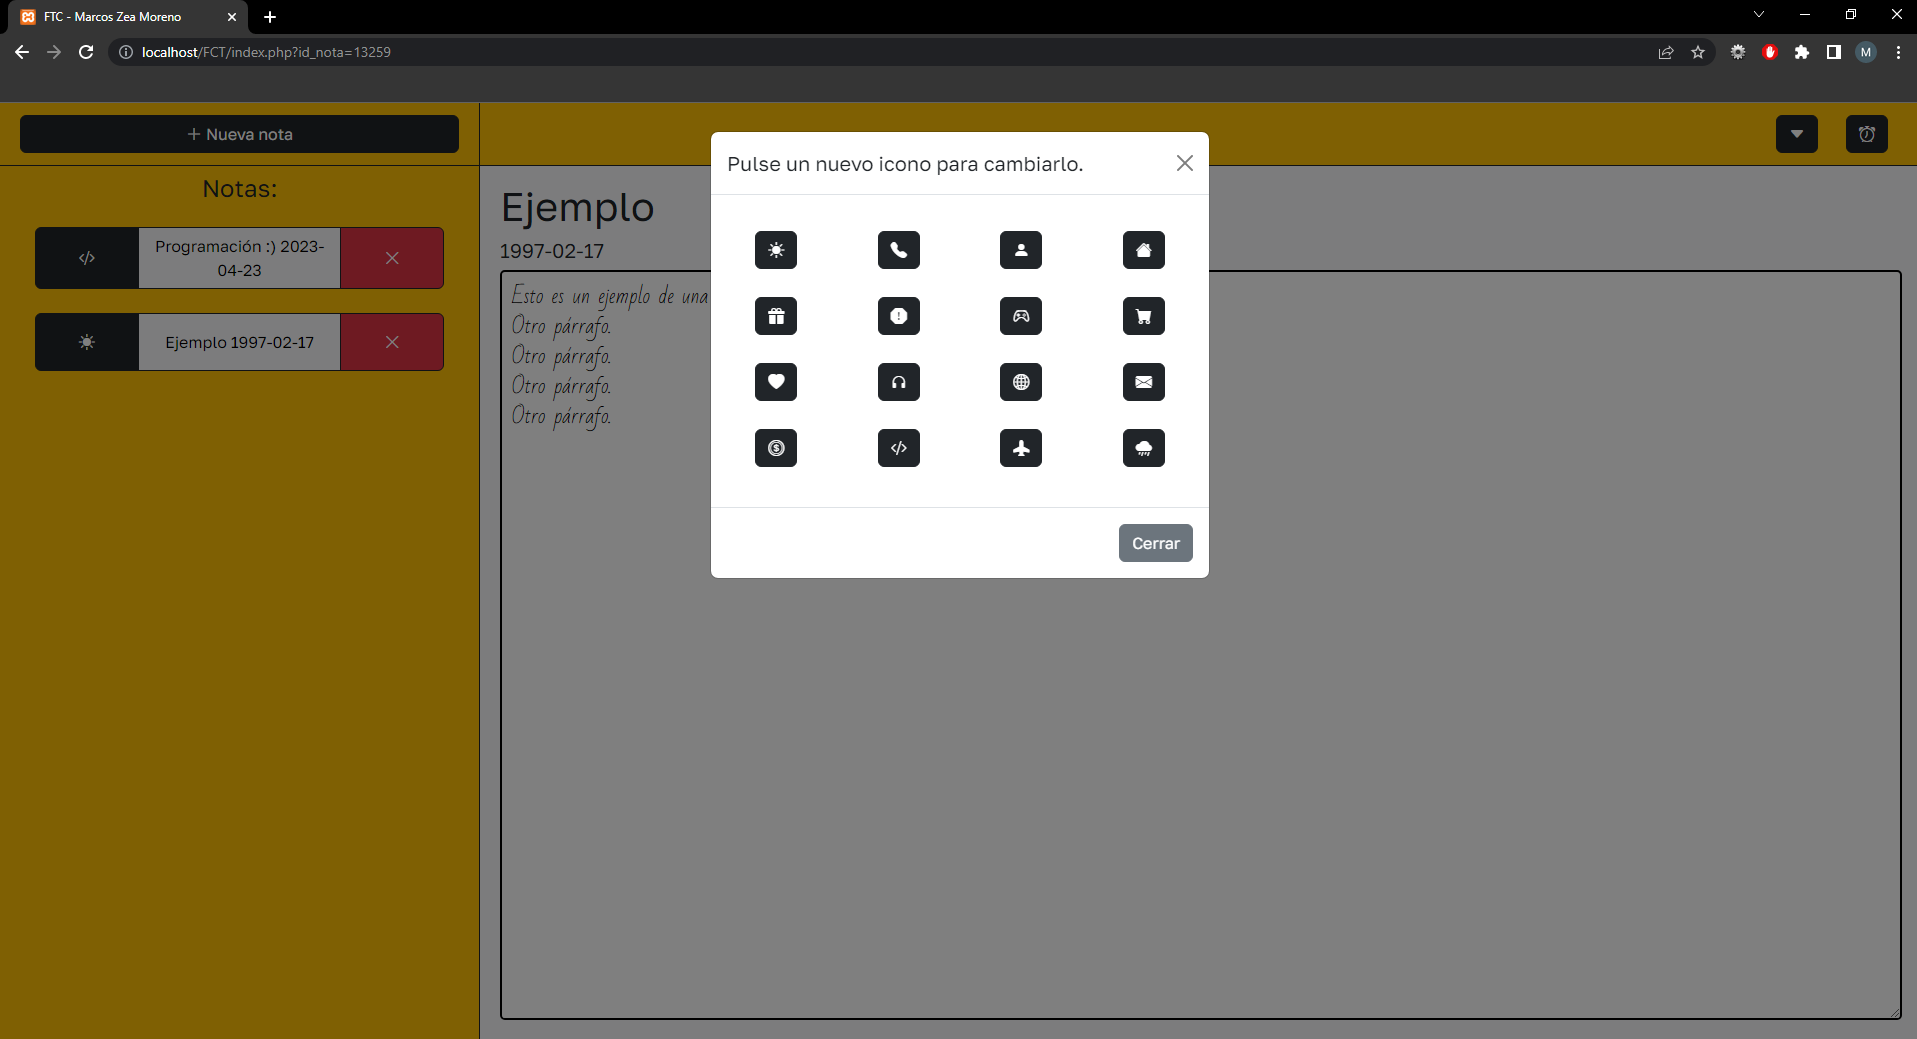 FTC - Marcos Zea Moreno
localhost/FCT/index.php?id_nota=13259
M
+ Nueva nota
Notas:
Programación :) 2023-
04-23
Ejemplo 1997-02-17
Ejemplo
1997-02-17
Esto es un ejemplo de una
Otro párrafo.
Otro párrafo.
Otro párrafo.
Otro párrafo.
Pulse un nuevo icono para cambiarlo.
Cerrar